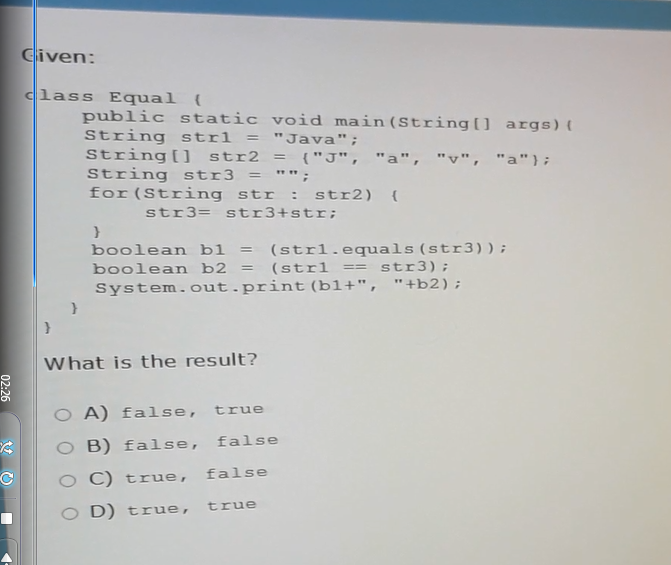 Given:
class Equal {
public static void main(String[] args){
String str1 = "Java";
String[] str2 = {"J", "a", "v", "a"};
String str3 = "";
for(String str : str2) {
str3= str3+str;
}
boolean b1 = (str1.equals(str3));
boolean b2 = (str1 == str3);
System.out.print(b1+", "+b2);
}
}
What is the result?
A) false, true
B) false, false
C) true, false
D) true, true
02:26